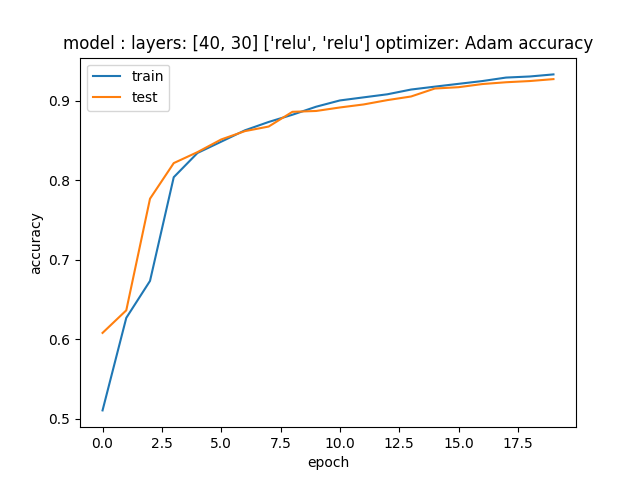 model : layers: [40, 30] ['relu', 'relu'] optimizer: Adam accuracy
train
test
accuracy
0.9
0.8
0.7
0.6
0.5
0.0 2.5 5.0 7.5 10.0 12.5 15.0 17.5
epoch